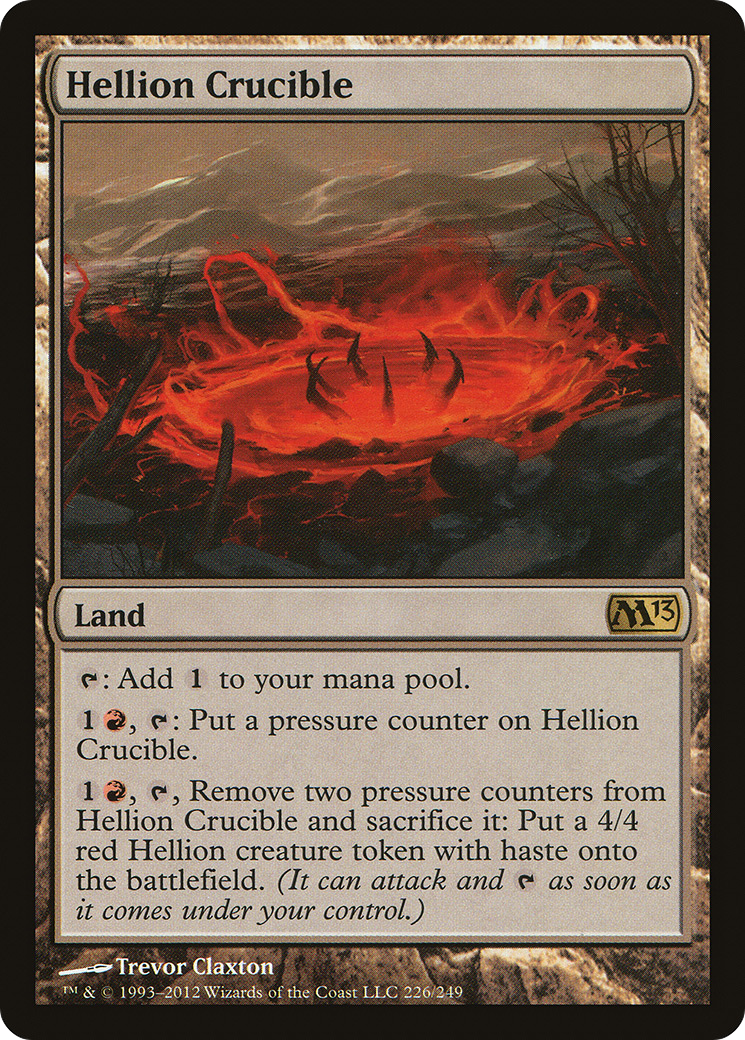 Hellion Crucible
Land
M13
: Add 1 to your mana pool.
1 , : Put a pressure counter on Hellion
Crucible.
1 , , Remove two pressure counters from
Hellion Crucible and sacrifice it: Put a 4/4
red Hellion creature token with haste onto
the battlefield. (It can attack and as soon as
it comes under your control.)
Trevor Claxton
™ & © 1993–2012 Wizards of the Coast LLC 226/249